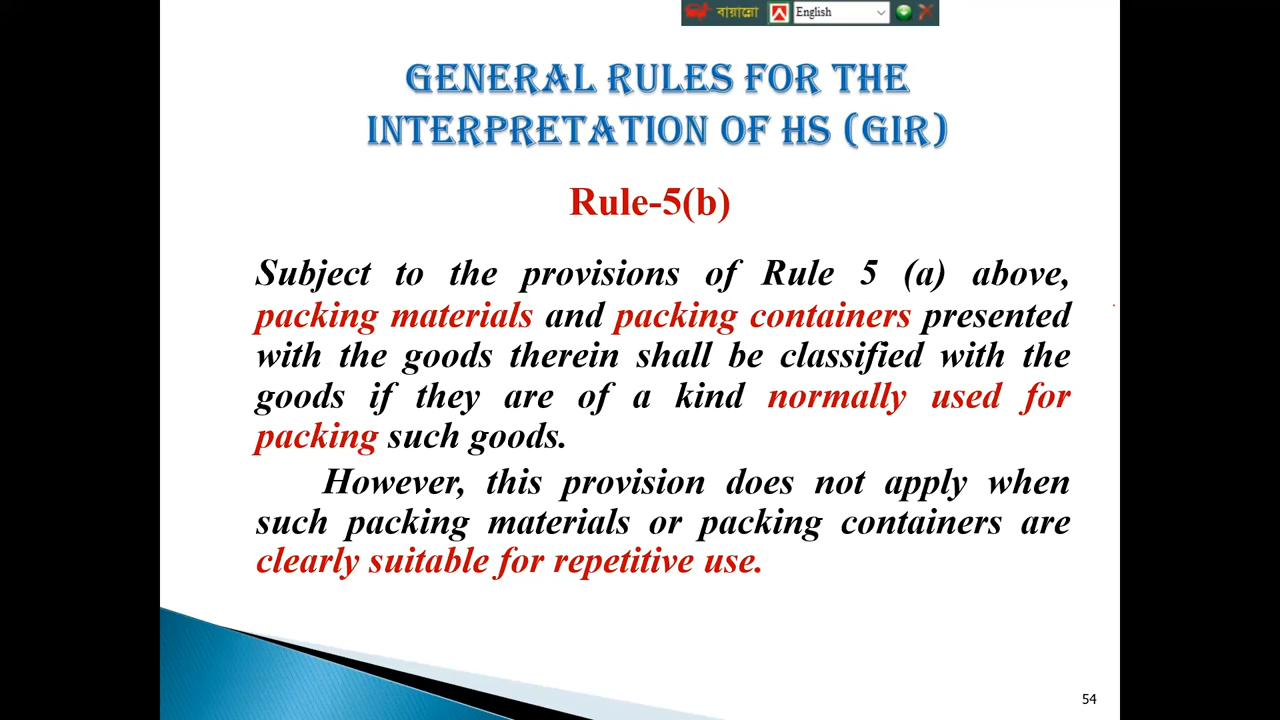 বায়ান্নো English
GENERAL RULES FOR THE
INTERPRETATION OF HS (GIR)
Rule-5(b)
Subject to the provisions of Rule 5 (a) above,
packing materials and packing containers presented
with the goods therein shall be classified with the
goods if they are of a kind normally used for
packing such goods.
However, this provision does not apply when
such packing materials or packing containers are
clearly suitable for repetitive use.
54